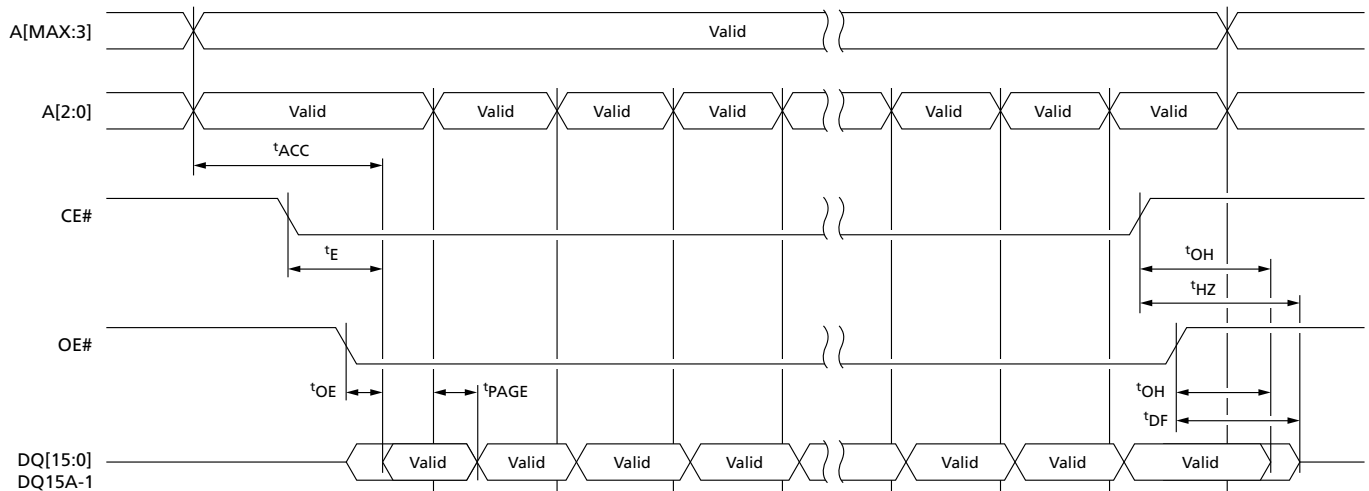 A[MAX:3] Valid
A[2:0] Valid Valid Valid Valid Valid Valid Valid
tACC
CE#
tE tOH
tHZ
OE#
tOE tPAGE tOH
tDF
DQ[15:0] Valid Valid Valid Valid Valid Valid Valid
DQ15A-1